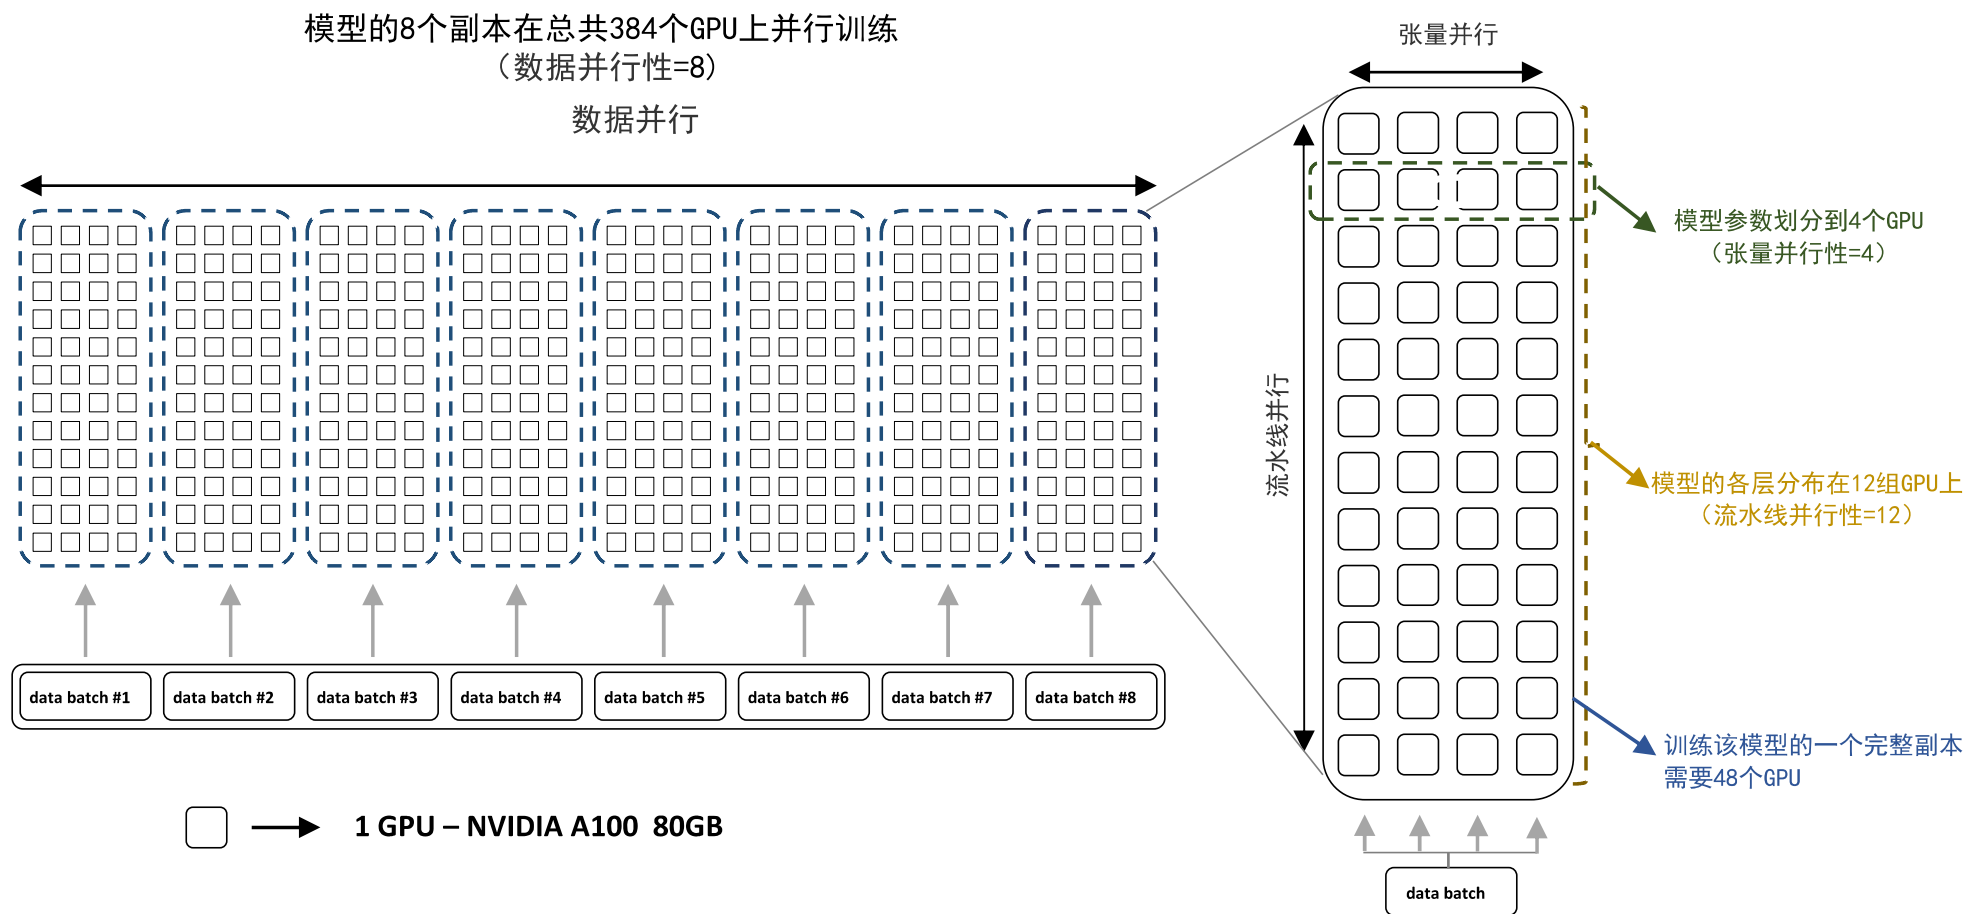 模型的8个副本在总共384个GPU上并行训练
（数据并行性=8）
数据并行
data batch #1
data batch #2
data batch #3
data batch #4
data batch #5
data batch #6
data batch #7
data batch #8
1 GPU – NVIDIA A100 80GB
张量并行
流水线并行
模型参数划分到4个GPU
（张量并行性=4）
模型的各层分布在12组GPU上
（流水线并行性=12）
训练该模型的一个完整副本
需要48个GPU
data batch